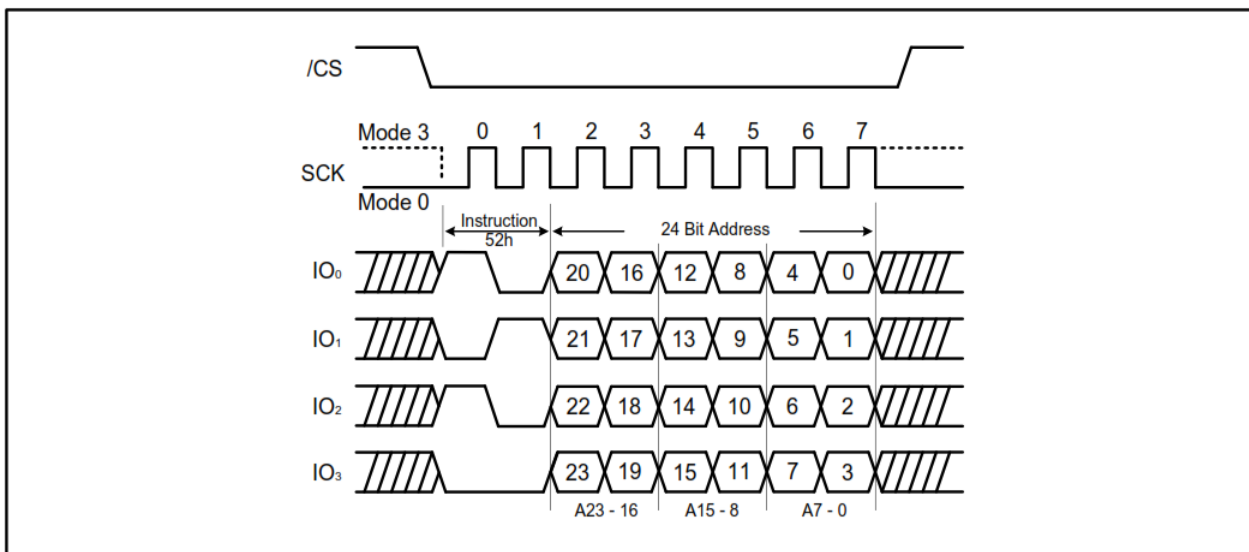 /CS
Mode 3 0 1 2 3 4 5 6 7
SCK
Mode 0
Instruction 24 Bit Address
52h
IO₀ 20 16 12 8 4 0
IO₁ 21 17 13 9 5 1
IO₂ 22 18 14 10 6 2
IO₃ 23 19 15 11 7 3
A23 - 16 A15 - 8 A7 - 0